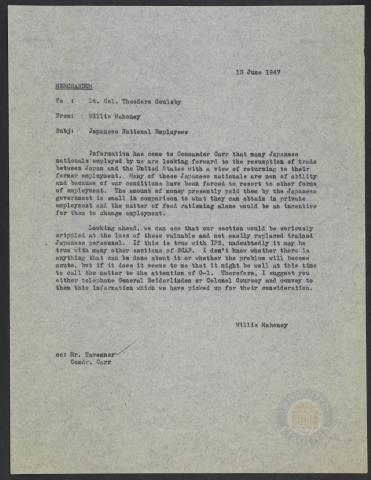 13 June 1947
MEMORANDUM
To : Lt. Col. Theodora Soulsby
From: Willis Mahoney
Subj: Japanese National Employees
Information has come to Commander Carr that many Japanese
nationals employed by us are looking forward to the resumption of trade
between Japan and the United States with a view of returning to their
former employment. Many of these Japanese nationals are men of ability
and because of war conditions have been forced to resort to other forms
of employment. The amount of money presently paid them by the Japanese
government is small in comparison to what they can obtain in private
employment and the matter of food rationing alone would be an incentive
for them to change employment.
Looking ahead, we can see that our section would be seriously
crippled at the loss of these valuable and not easily replaced trained
Japanese personnel. If this is true with IPS, undoubtedly it may be
true with many other sections of SCAP. I don't know whether there is
anything that can be done about it or whether the problem will become
acute, but if it does it seems to me that it might be well at this time
to call the matter to the attention of G-1. Therefore, I suggest you
either telephone General Beiderlinden or Colonel Coursey and convey to
them this information which we have picked up for their consideration.
Willis Mahoney
cc: Mr. Tavenner
Comdr. Carr